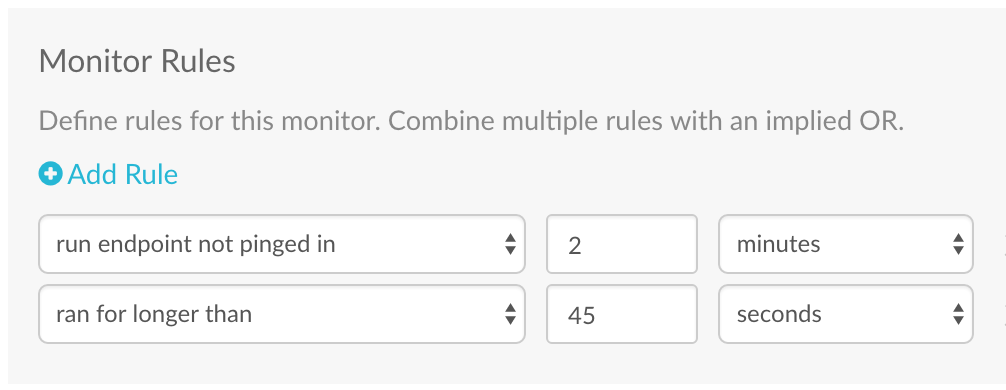 Monitor Rules
Define rules for this monitor. Combine multiple rules with an implied OR.
Add Rule
run endpoint not pinged in 2 minutes
ran for longer than 45 seconds